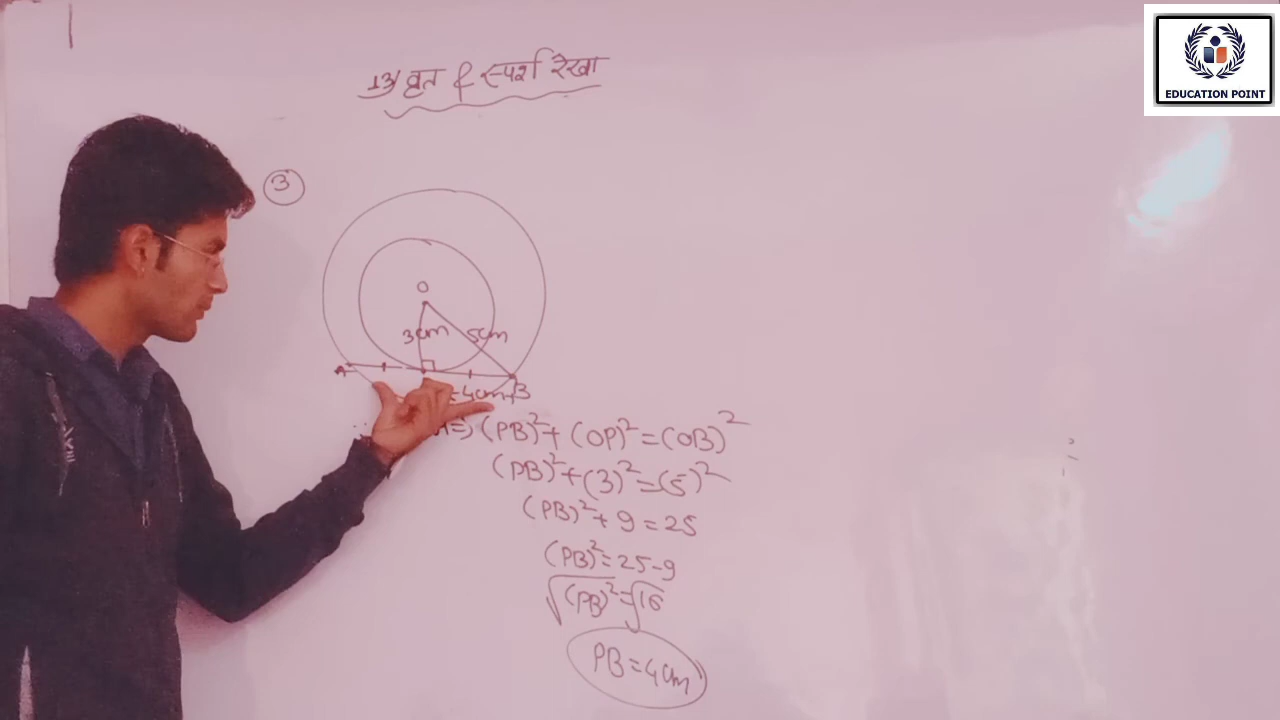 EDUCATION POINT
13) वृत & स्पर्श रेखा
3
O
3cm
5cm
A
B
=4cm
⇒ (PB)²+(OP)²=(OB)²
(PB)²+(3)²=(5)²
(PB)²+9=25
(PB)²=25-9
√(PB)²=√16
PB=4cm